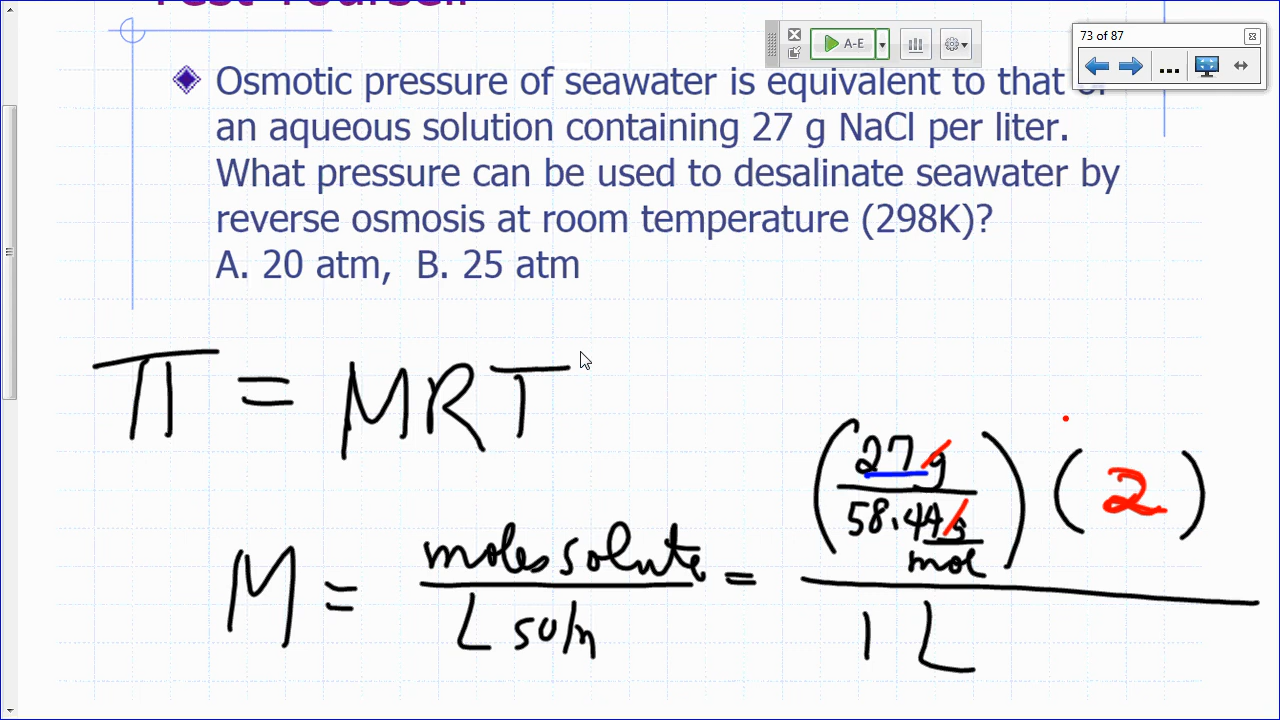 Test Yourself
A-E
73 of 87
...
Osmotic pressure of seawater is equivalent to that of
an aqueous solution containing 27 g NaCl per liter.
What pressure can be used to desalinate seawater by
reverse osmosis at room temperature (298K)?
A. 20 atm, B. 25 atm
Π = MRT
M = moles solute / L soln = (27 g / 58.44 g/mol) (2) / 1 L